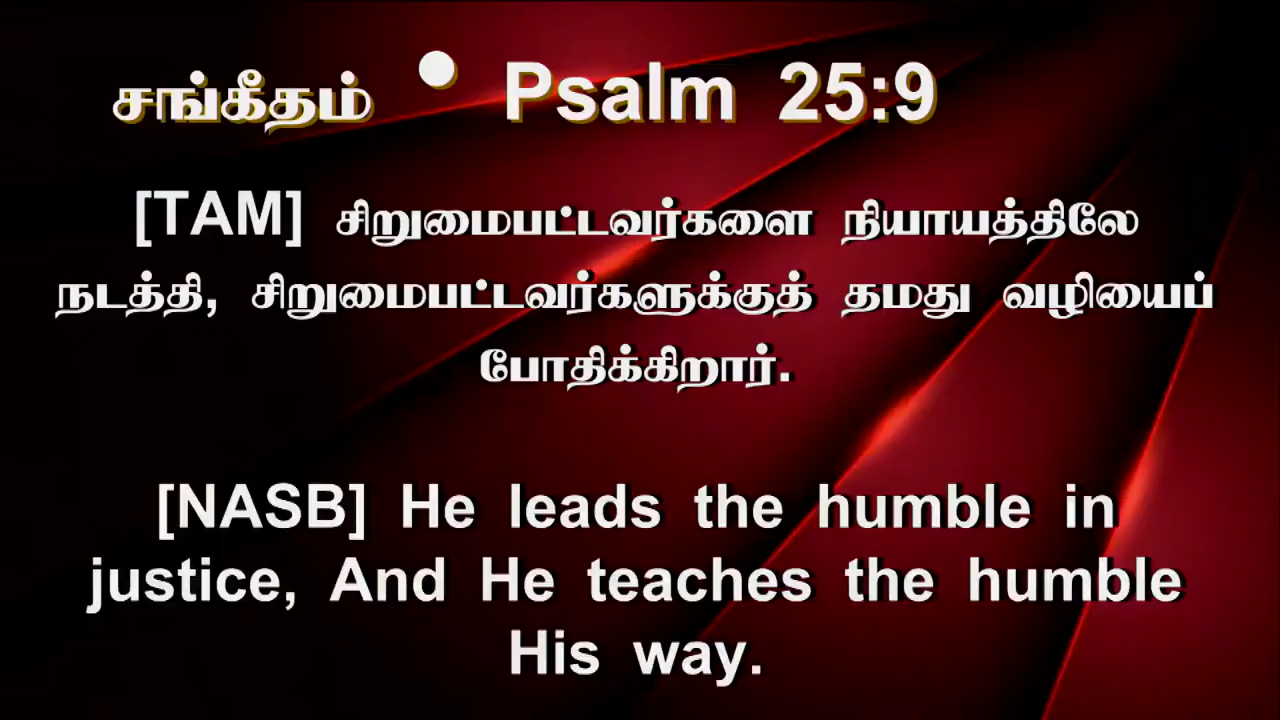 சங்கீதம் • Psalm 25:9
[TAM] சிறுமைபட்டவர்களை நியாயத்திலே
நடத்தி, சிறுமைபட்டவர்களுக்குத் தமது வழியைப்
போதிக்கிறார்.
[NASB] He leads the humble in
justice, And He teaches the humble
His way.